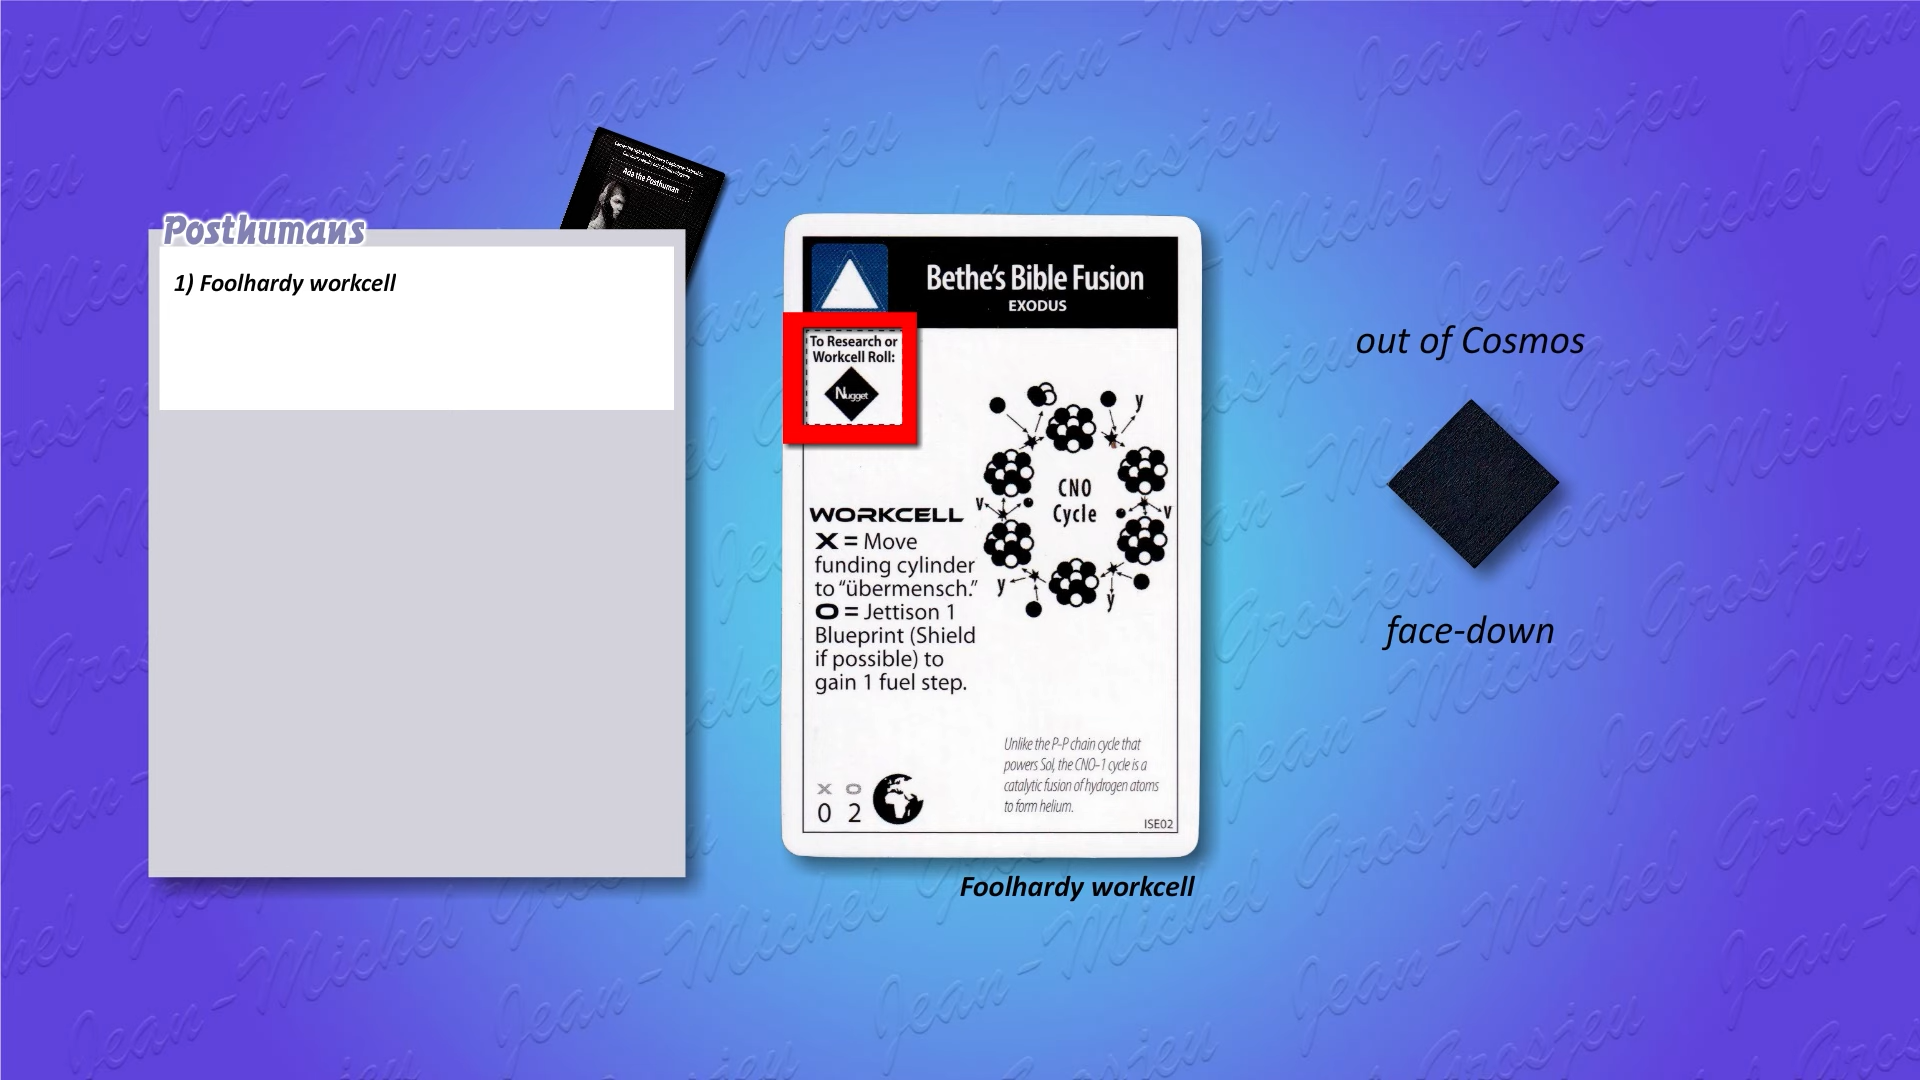 Ada the Posthuman
Posthumans
1) Foolhardy workcell
Bethe's Bible Fusion
EXODUS
To Research or
Workcell Roll:
Nugget
CNO
Cycle
y
v
v
y
y
WORKCELL
X = Move
funding cylinder
to “übermensch.”
O = Jettison 1
Blueprint (Shield
if possible) to
gain 1 fuel step.
Unlike the P-P chain cycle that
powers Sol, the CNO-1 cycle is a
catalytic fusion of hydrogen atoms
to form helium.
X O
0 2
ISE02
Foolhardy workcell
out of Cosmos
face-down
Jean-Michel Grosjeu